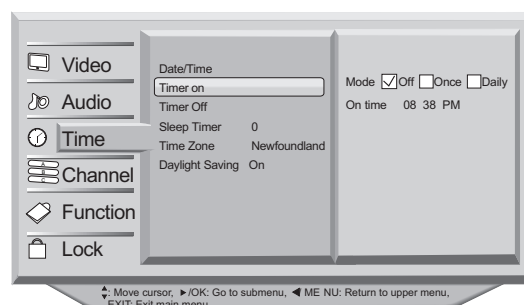 Video
Audio
Time
Channel
Function
Lock
Date/Time
Timer on
Timer Off
Sleep Timer 0
Time Zone Newfoundland
Daylight Saving On
Mode Off Once Daily
On time 08 38 PM
: Move cursor, ►/OK: Go to submenu, ◄ ME NU: Return to upper menu,
EXIT: Exit main menu